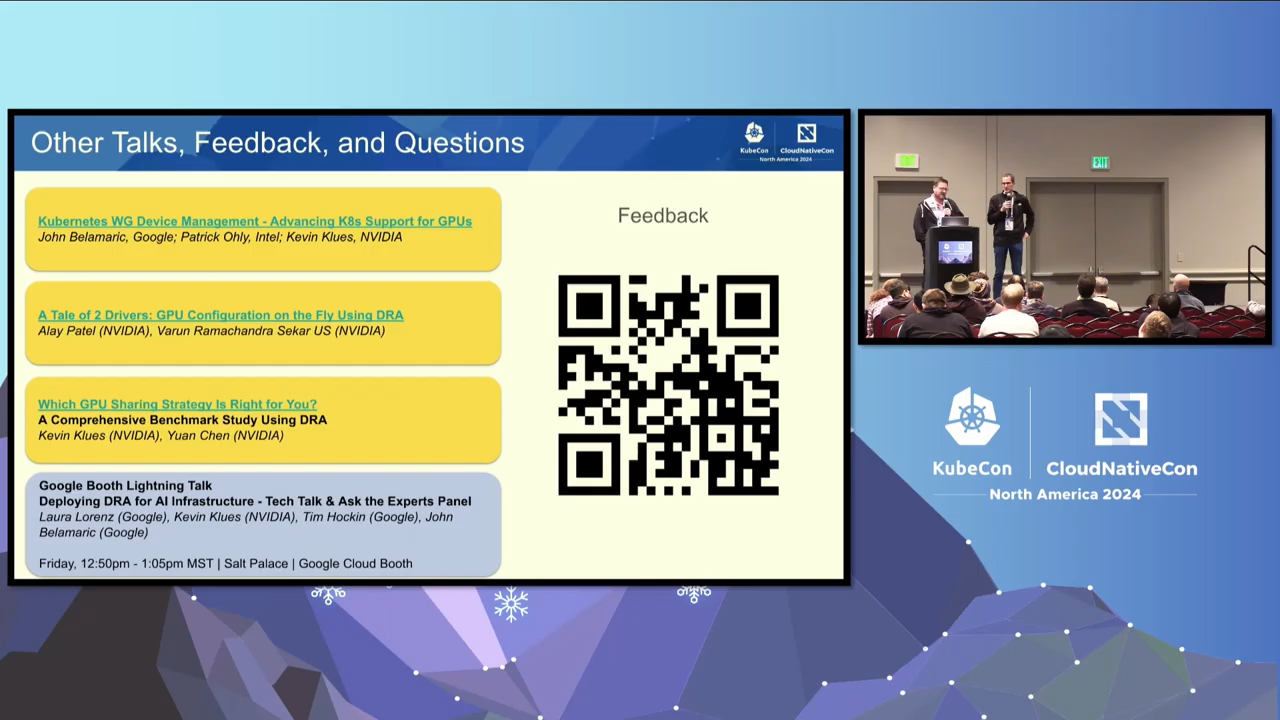 Other Talks, Feedback, and Questions
KubeCon
CloudNativeCon
North America 2024
Kubernetes WG Device Management - Advancing K8s Support for GPUs
John Belamaric, Google; Patrick Ohly, Intel; Kevin Klues, NVIDIA
A Tale of 2 Drivers: GPU Configuration on the Fly Using DRA
Alay Patel (NVIDIA), Varun Ramachandra Sekar US (NVIDIA)
Which GPU Sharing Strategy Is Right for You?
A Comprehensive Benchmark Study Using DRA
Kevin Klues (NVIDIA), Yuan Chen (NVIDIA)
Google Booth Lightning Talk
Deploying DRA for AI Infrastructure - Tech Talk & Ask the Experts Panel
Laura Lorenz (Google), Kevin Klues (NVIDIA), Tim Hockin (Google), John
Belamaric (Google)
Friday, 12:50pm - 1:05pm MST | Salt Palace | Google Cloud Booth
Feedback
EXIT
KubeCon
CloudNativeCon
North America 2024